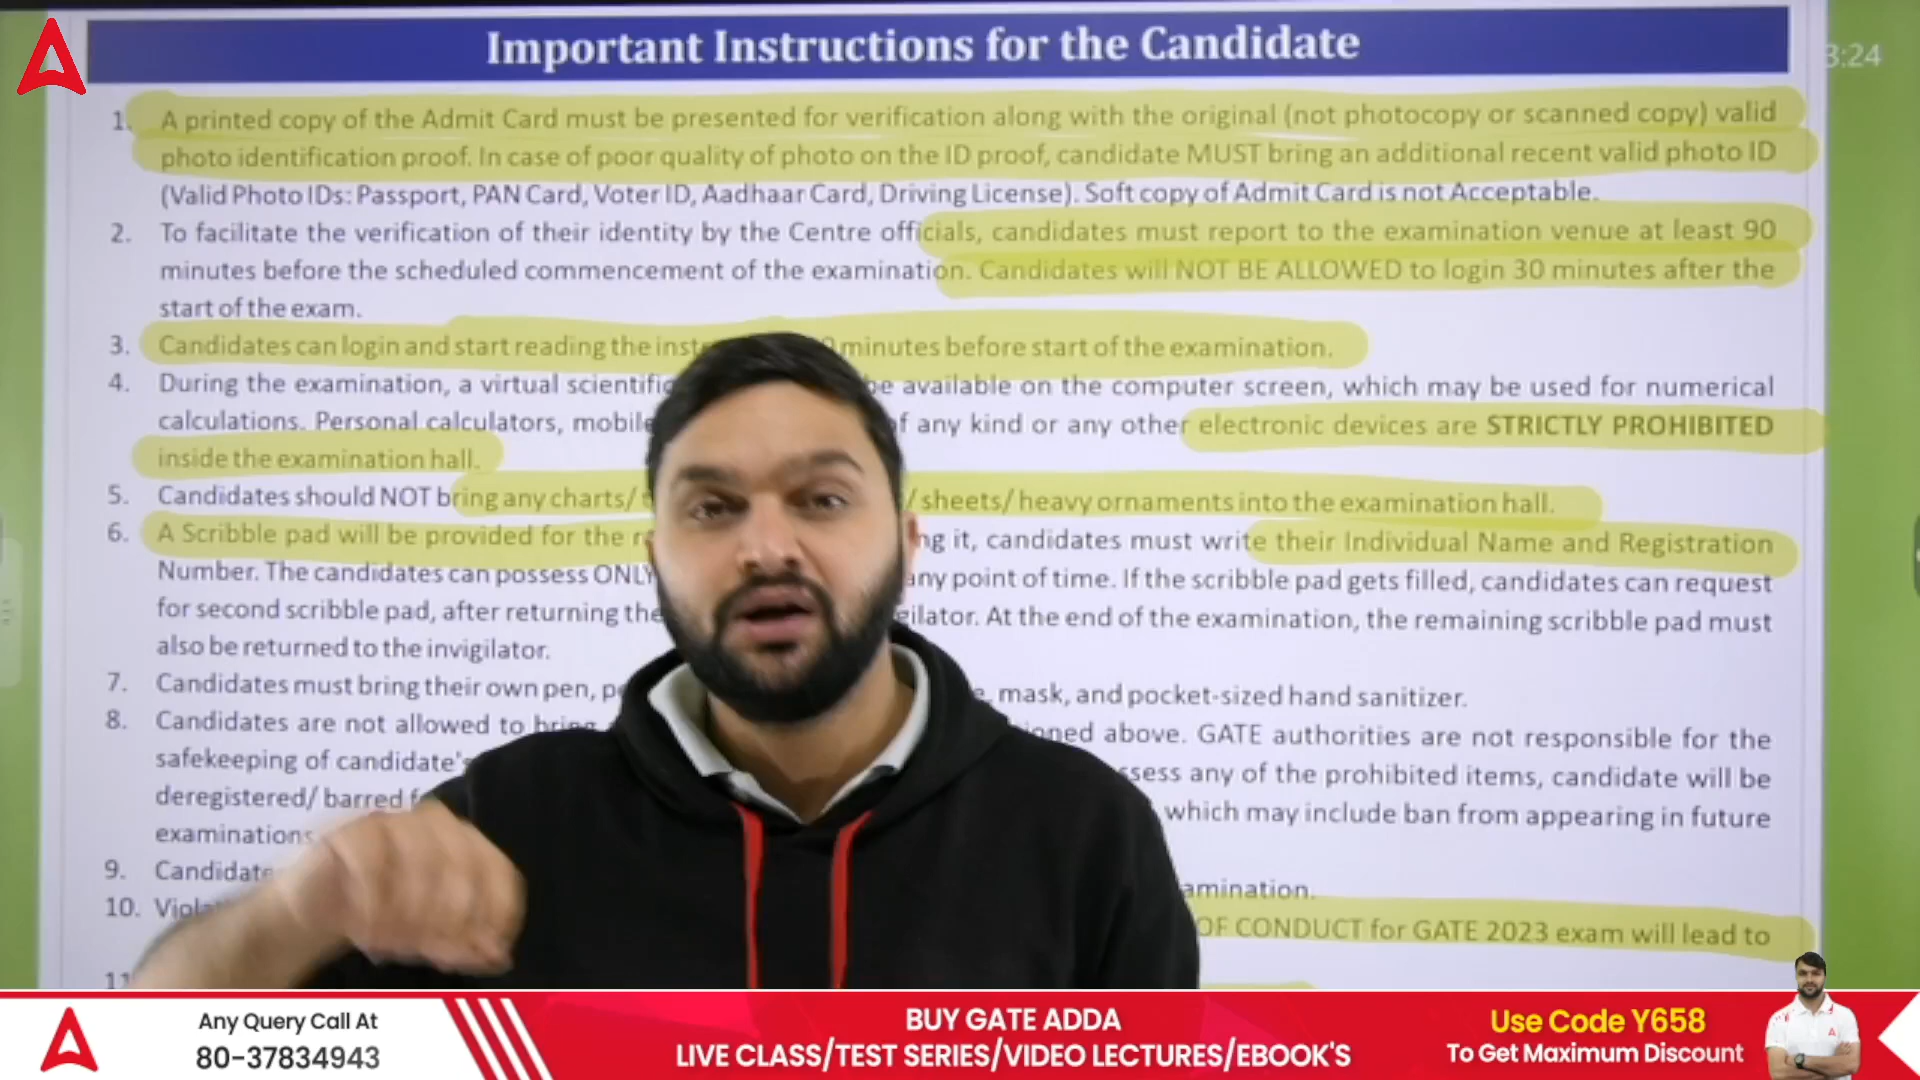 Important Instructions for the Candidate
3:24
1. A printed copy of the Admit Card must be presented for verification along with the original (not photocopy or scanned copy) valid
photo identification proof. In case of poor quality of photo on the ID proof, candidate MUST bring an additional recent valid photo ID
(Valid Photo IDs: Passport, PAN Card, Voter ID, Aadhaar Card, Driving License). Soft copy of Admit Card is not Acceptable.
2. To facilitate the verification of their identity by the Centre officials, candidates must report to the examination venue at least 90
minutes before the scheduled commencement of the examination. Candidates will NOT BE ALLOWED to login 30 minutes after the
start of the exam.
3. Candidates can login and start reading the minutes before start of the examination.
4. During the examination, a virtual be available on the computer screen, which may be used for numerical
calculations. Personal calculators, of any kind or any other electronic devices are STRICTLY PROHIBITED
inside the examination hall.
5. Candidates should NOT bring any charts/ / sheets/ heavy ornaments into the examination hall.
6. A Scribble pad will be provided for the it, candidates must write their Individual Name and Registration
Number. The candidates can possess ONLY any point of time. If the scribble pad gets filled, candidates can request
for second scribble pad, after returning the At the end of the examination, the remaining scribble pad must
also be returned to the invigilator.
7. Candidates must bring their own pen, mask, and pocket-sized hand sanitizer.
8. Candidates are not allowed to bring above. GATE authorities are not responsible for the
safekeeping of candidate's any of the prohibited items, candidate will be
deregistered/ barred which may include ban from appearing in future
examinations
9.
10. OF CONDUCT for GATE 2023 exam will lead to
Any Query Call At
80-37834943
BUY GATE ADDA
LIVE CLASS/TEST SERIES/VIDEO LECTURES/EBOOK'S
Use Code Y658
To Get Maximum Discount